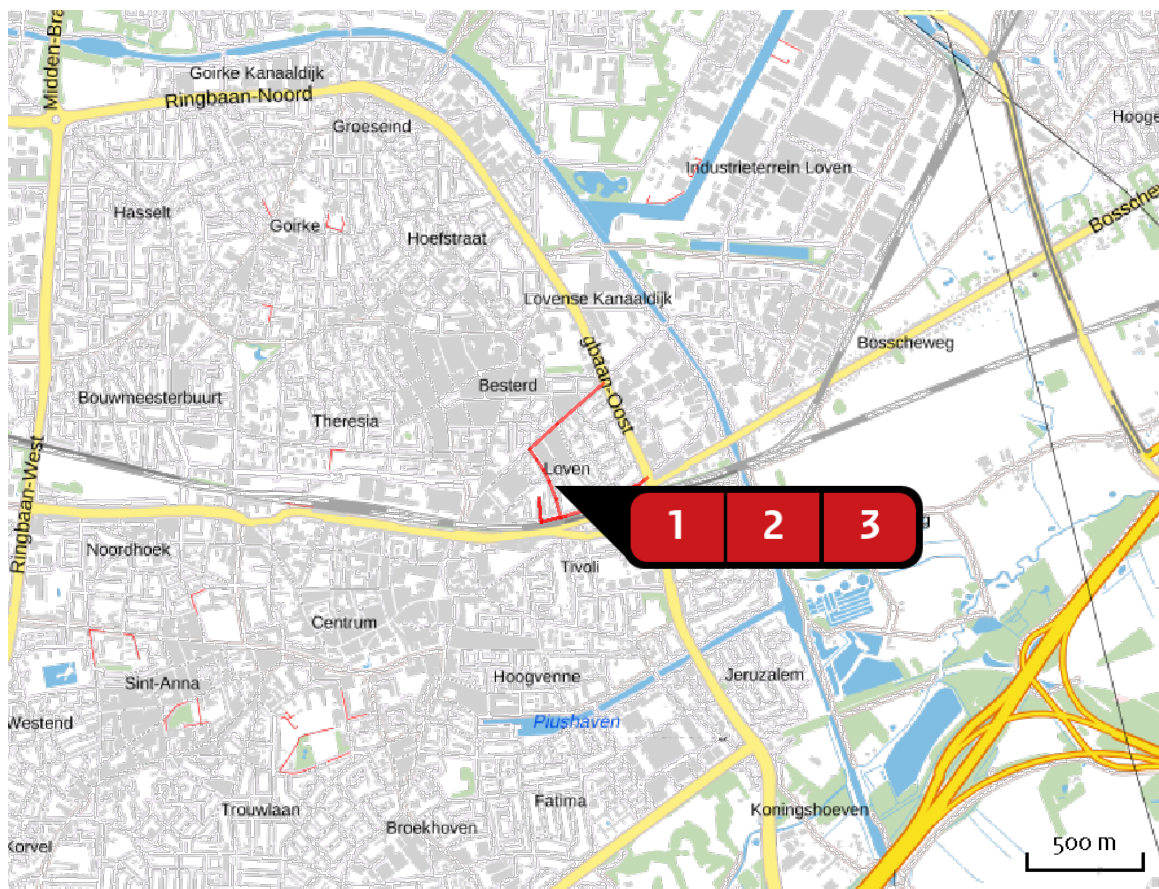 Midden-Bra
Goirke Kanaaldijk
Ringbaan-Noord
Groeseind
Hooge
Industrieterrein Loven
Hasselt
Goirke
Hoefstraat
Bosschew
Lovense Kanaaldijk
gbaan-Oost
Bosscheweg
Besterd
Bouwmeesterbuurt
Theresia
Ringbaan-West
Loven
1 2 3
g
Noordhoek
Tivoli
Centrum
Hoogvenne
Jeruzalem
Sint-Anna
Westend
Piushaven
Trouwlaan
Fatima
Koningshoeven
Broekhoven
Korvel
500 m